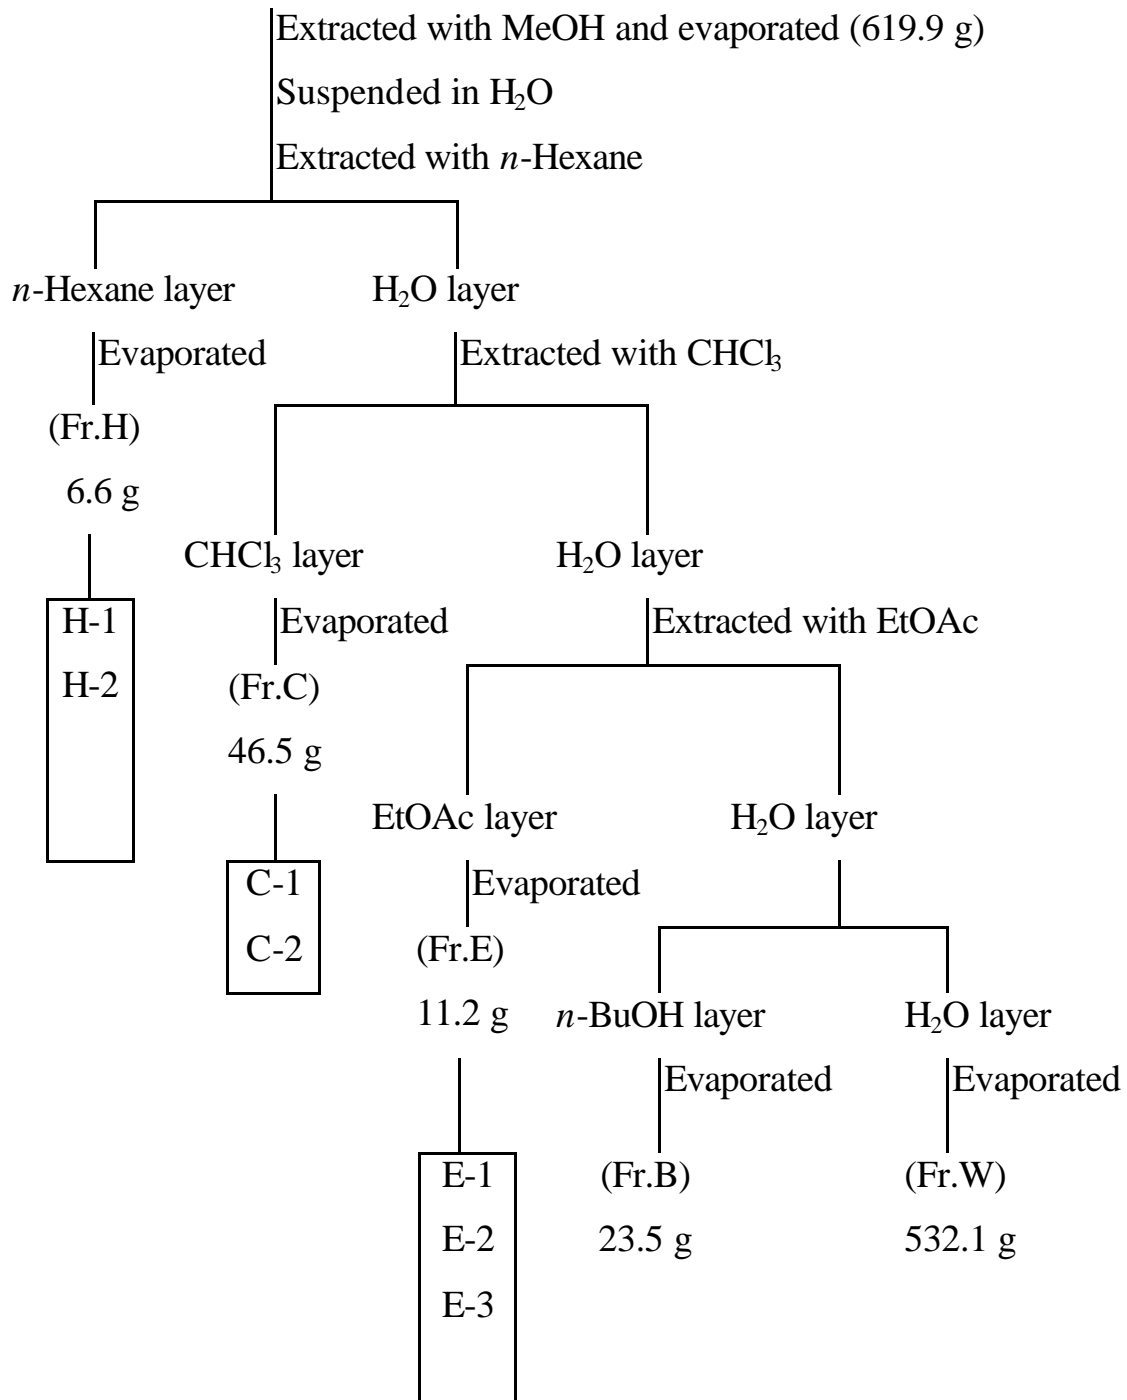 Extracted with MeOH and evaporated (619.9 g)
Suspended in H₂O
Extracted with n-Hexane
n-Hexane layer
H₂O layer
Evaporated
Extracted with CHCl₃
(Fr.H)
6.6 g
CHCl₃ layer
H₂O layer
H-1
H-2
Evaporated
Extracted with EtOAc
(Fr.C)
46.5 g
EtOAc layer
H₂O layer
C-1
C-2
Evaporated
(Fr.E)
11.2 g
n-BuOH layer
H₂O layer
Evaporated
Evaporated
E-1
E-2
E-3
(Fr.B)
23.5 g
(Fr.W)
532.1 g